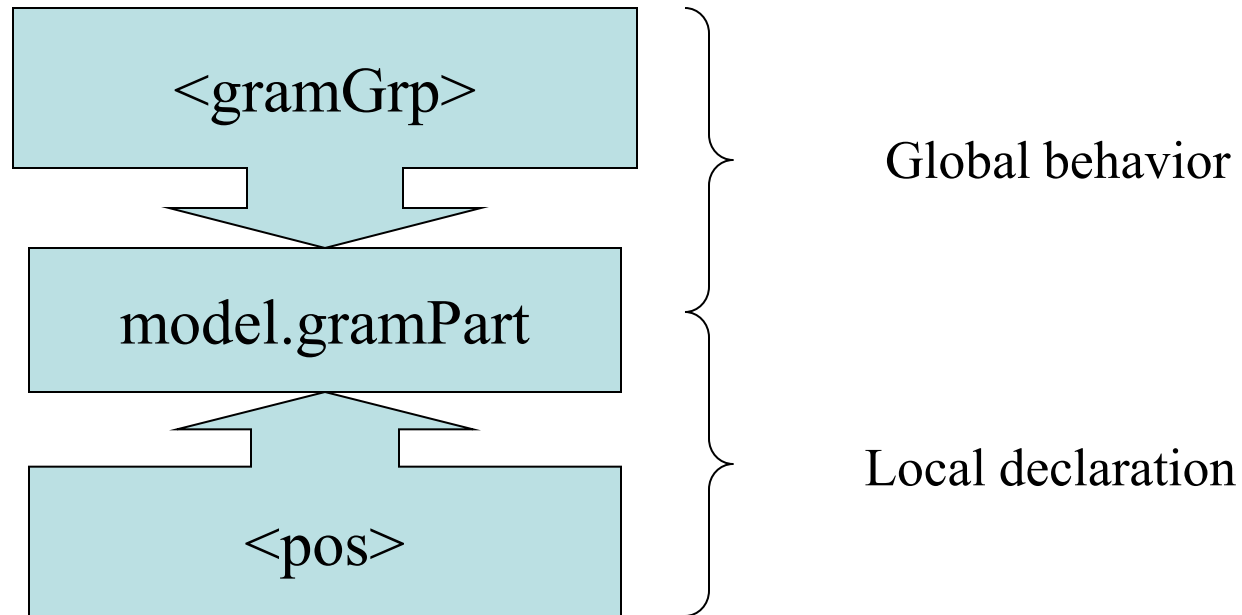 <gramGrp>
Global behavior
model.gramPart
Local declaration
<pos>